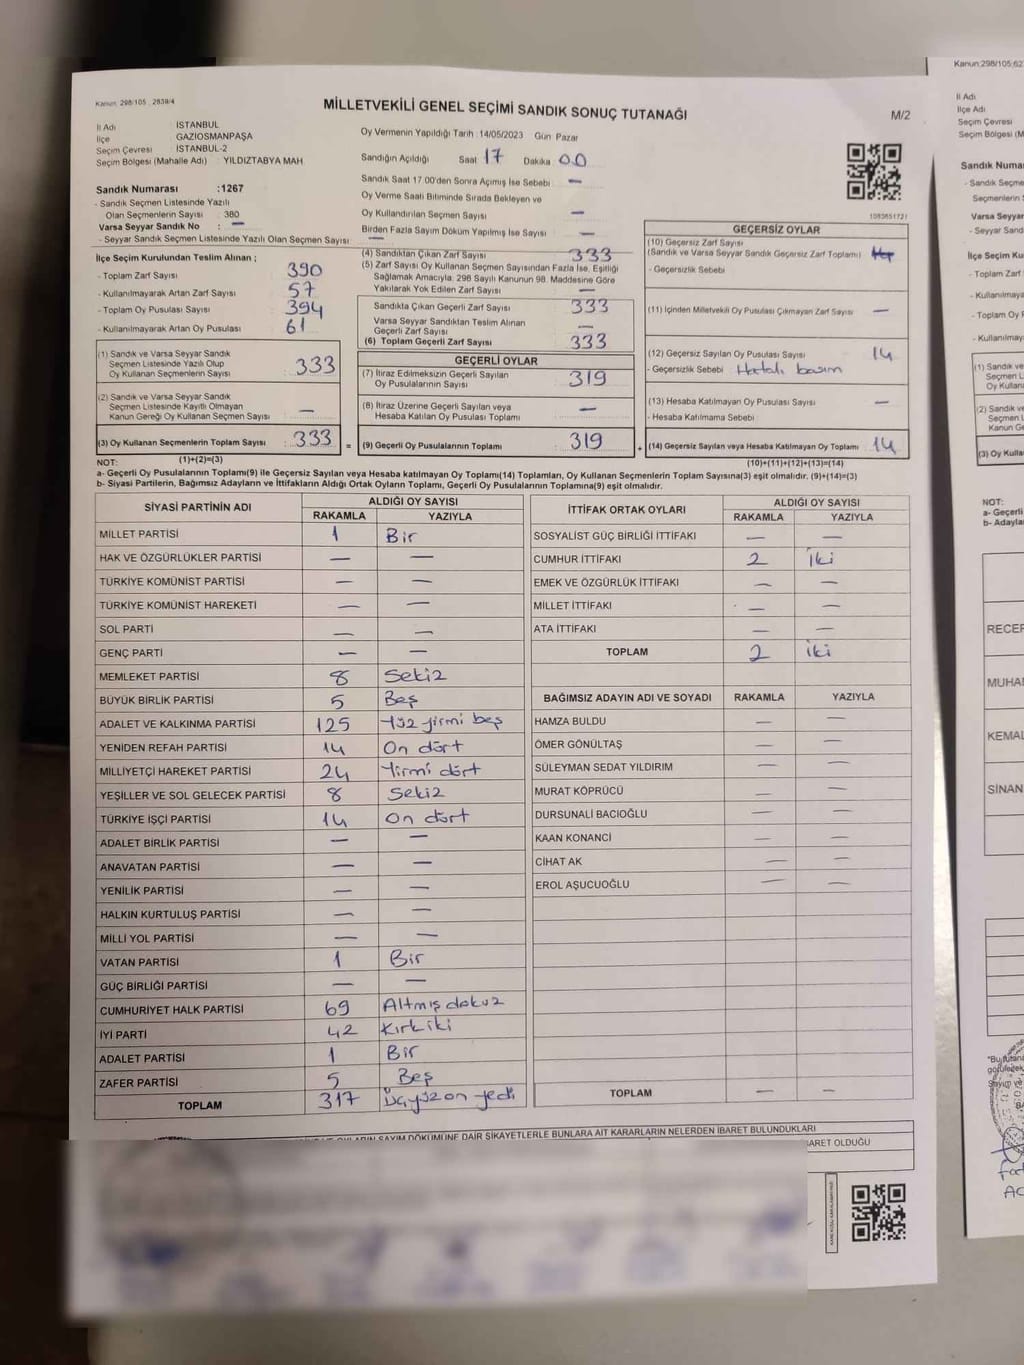 Kanun: 298/105 , 2839/4
MİLLETVEKİLİ GENEL SEÇİMİ SANDIK SONUÇ TUTANAĞI
M/2
İl Adı İSTANBUL
İlçe GAZİOSMANPAŞA
Seçim Çevresi İSTANBUL-2
Seçim Bölgesi (Mahalle Adı) YILDIZTABYA MAH
Oy Vermenin Yapıldığı Tarih :14/05/2023 Gün Pazar
Sandığın Açıldığı Saat 17 Dakika 00
Sandık Saat 17.00'den Sonra Açılmış İse Sebebi : —
Oy Verme Saati Bitiminde Sırada Bekleyen ve
Oy Kullandırılan Seçmen Sayısı —
Birden Fazla Sayım Döküm Yapılmış İse Sayısı —
Sandık Numarası :1267
- Sandık Seçmen Listesinde Yazılı
Olan Seçmenlerin Sayısı : 380
Varsa Seyyar Sandık No : —
- Seyyar Sandık Seçmen Listesinde Yazılı Olan Seçmen Sayısı —
İlçe Seçim Kurulundan Teslim Alınan ;
- Toplam Zarf Sayısı 390
- Kullanılmayarak Artan Zarf Sayısı 57
- Toplam Oy Pusulası Sayısı 394
- Kullanılmayarak Artan Oy Pusulası 61
(1) Sandık ve Varsa Seyyar Sandık
Seçmen Listesinde Yazılı Olup
Oy Kullanan Seçmenlerin Sayısı 333
(2) Sandık ve Varsa Seyyar Sandık
Seçmen Listesinde Kayıtlı Olmayan
Kanun Gereği Oy Kullanan Seçmen Sayısı —
(3) Oy Kullanan Seçmenlerin Toplam Sayısı 333 =
(1)+(2)=(3)
(4) Sandıktan Çıkan Zarf Sayısı 333
(5) Zarf Sayısı Oy Kullanan Seçmen Sayısından Fazla İse, Eşitliği
Sağlamak Amacıyla; 298 Sayılı Kanunun 98. Maddesine Göre
Yakılarak Yok Edilen Zarf Sayısı —
Sandıkta Çıkan Geçerli Zarf Sayısı 333
Varsa Seyyar Sandıktan Teslim Alınan
Geçerli Zarf Sayısı —
(6) Toplam Geçerli Zarf Sayısı 333
GEÇERLİ OYLAR
(7) İtiraz Edilmeksizin Geçerli Sayılan
Oy Pusulalarının Sayısı 319
(8) İtiraz Üzerine Geçerli Sayılan veya
Hesaba Katılan Oy Pusulası Toplamı —
(9) Geçerli Oy Pusulalarının Toplamı 319 +
1083651721
GEÇERSİZ OYLAR
(10) Geçersiz Zarf Sayısı
(Sandık ve Varsa Seyyar Sandık Geçersiz Zarf Toplamı)
- Geçersizlik Sebebi
(11) İçinden Milletvekili Oy Pusulası Çıkmayan Zarf Sayısı —
(12) Geçersiz Sayılan Oy Pusulası Sayısı 14
- Geçersizlik Sebebi Hatalı basım
(13) Hesaba Katılmayan Oy Pusulası Sayısı —
- Hesaba Katılmama Sebebi
(14) Geçersiz Sayılan veya Hesaba Katılmayan Oy Toplamı 14
(10)+(11)+(12)+(13)=(14)
NOT:
a- Geçerli Oy Pusulalarının Toplamı(9) ile Geçersiz Sayılan veya Hesaba katılmayan Oy Toplamı(14) Toplamları, Oy Kullanan Seçmenlerin Toplam Sayısına(3) eşit olmalıdır. (9)+(14)=(3)
b- Siyasi Partilerin, Bağımsız Adayların ve İttifakların Aldığı Ortak Oyların Toplamı, Geçerli Oy Pusulalarının Toplamına(9) eşit olmalıdır.
SİYASİ PARTİNİN ADI ALDIĞI OY SAYISI
RAKAMLA YAZIYLA
MİLLET PARTİSİ 1 Bir
HAK VE ÖZGÜRLÜKLER PARTİSİ — —
TÜRKİYE KOMÜNİST PARTİSİ — —
TÜRKİYE KOMÜNİST HAREKETİ — —
SOL PARTİ — —
GENÇ PARTİ — —
MEMLEKET PARTİSİ 8 Sekiz
BÜYÜK BİRLİK PARTİSİ 5 Beş
ADALET VE KALKINMA PARTİSİ 125 Yüz yirmi beş
YENİDEN REFAH PARTİSİ 14 On dört
MİLLİYETÇİ HAREKET PARTİSİ 24 Yirmi dört
YEŞİLLER VE SOL GELECEK PARTİSİ 8 Sekiz
TÜRKİYE İŞÇİ PARTİSİ 14 On dört
ADALET BİRLİK PARTİSİ — —
ANAVATAN PARTİSİ — —
YENİLİK PARTİSİ — —
HALKIN KURTULUŞ PARTİSİ — —
MİLLİ YOL PARTİSİ — —
VATAN PARTİSİ 1 Bir
GÜÇ BİRLİĞİ PARTİSİ —
CUMHURİYET HALK PARTİSİ 69 Altmış dokuz
İYİ PARTİ 42 Kırk iki
ADALET PARTİSİ 1 Bir
ZAFER PARTİSİ 5 Beş
TOPLAM 317 Üçyüz on yedi
İTTİFAK ORTAK OYLARI ALDIĞI OY SAYISI
RAKAMLA YAZIYLA
SOSYALİST GÜÇ BİRLİĞİ İTTİFAKI — —
CUMHUR İTTİFAKI 2 İki
EMEK VE ÖZGÜRLÜK İTTİFAKI — —
MİLLET İTTİFAKI — —
ATA İTTİFAKI — —
TOPLAM 2 iki
BAĞIMSIZ ADAYIN ADI VE SOYADI RAKAMLA YAZIYLA
HAMZA BULDU — —
ÖMER GÖNÜLTAŞ — —
SÜLEYMAN SEDAT YILDIRIM — —
MURAT KÖPRÜCÜ — —
DURSUNALİ BACIOĞLU — —
KAAN KONANCİ — —
CİHAT AK — —
EROL AŞUCUOĞLU — —
TOPLAM — —
SAYIM DÖKÜMÜNE DAİR ŞİKAYETLERLE BUNLARA AİT KARARLARIN NELERDEN İBARET BULUNDUKLARI
İBARET OLDUĞU
Kanun:298/105;62
İl Adı
İlçe Adı
Seçim Çevresi
Seçim Bölgesi (M
Sandık Numa
- Sandık Seçme
Seçmenlerin
Varsa Seyyar
- Seyyar Sand
İlçe Seçim Ku
- Toplam Zarf
- Kullanılmaya
- Toplam Oy P
- Kullanılmay
(1) Sandık ve
Seçmen L
Oy Kullan
(2) Sandık ve
Seçmen
Kanun G
(3) Oy Kulla
NOT:
a- Geçerli
b- Adayla
RECEP
MUHA
KEMAL
SİNAN